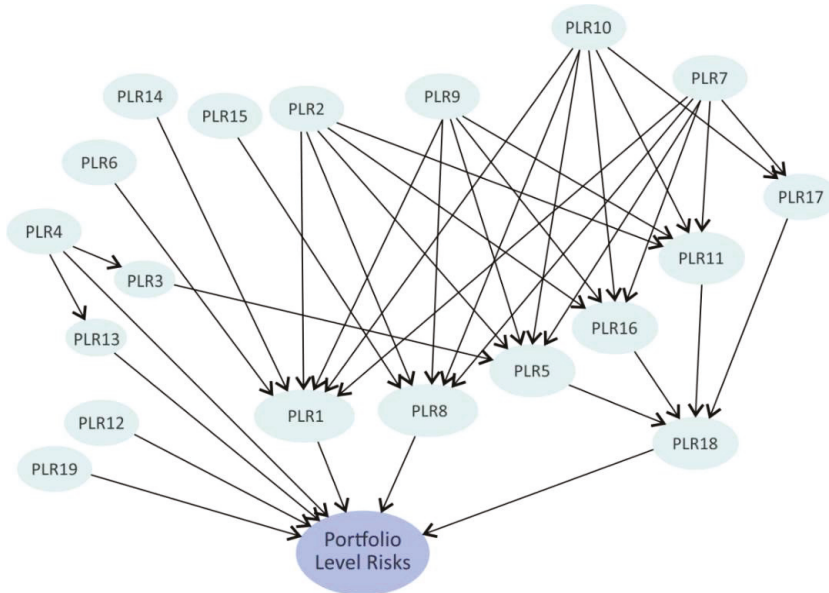 PLR10
PLR7
PLR14
PLR2
PLR9
PLR15
PLR6
PLR17
PLR4
PLR11
PLR3
PLR16
PLR13
PLR5
PLR1
PLR8
PLR12
PLR18
PLR19
Portfolio
Level Risks